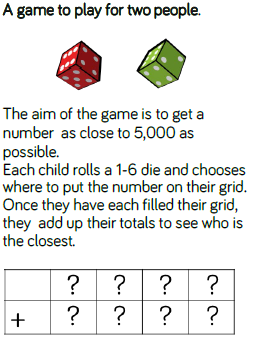 A game to play for two people.
The aim of the game is to get a
number as close to 5,000 as
possible.
Each child rolls a 1-6 die and chooses
where to put the number on their grid.
Once they have each filled their grid,
they add up their totals to see who is
the closest.
? ? ? ?
+ ? ? ? ?